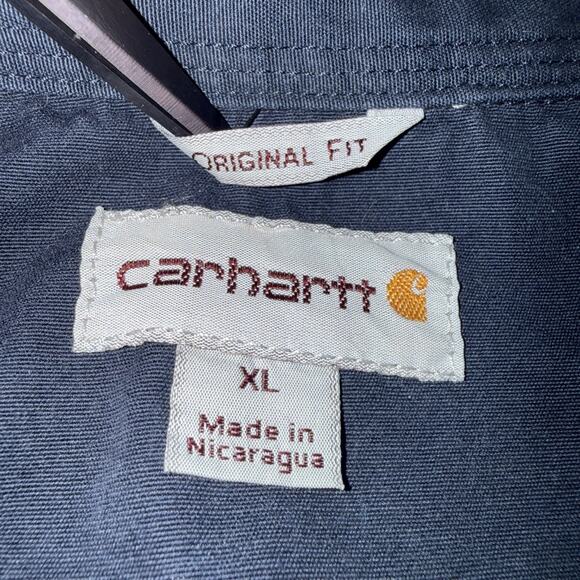 ORIGINAL FIT
carhartt
XL
Made in
Nicaragua